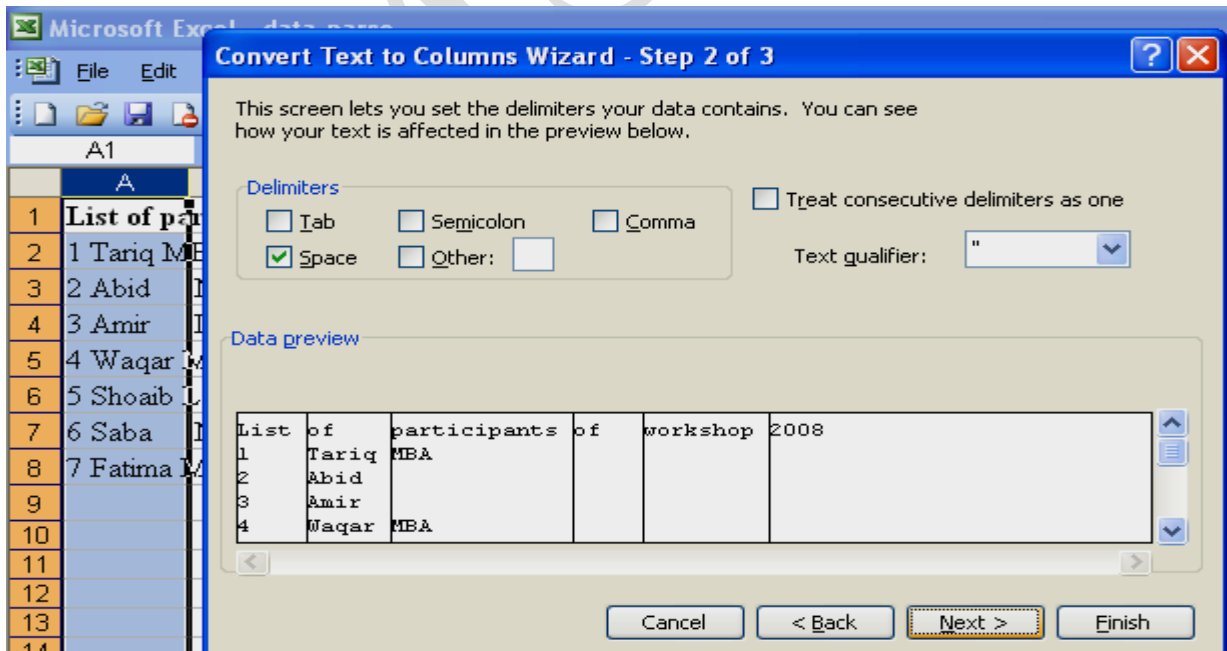 Microsoft Excel - data parse
Convert Text to Columns Wizard - Step 2 of 3
File Edit
This screen lets you set the delimiters your data contains. You can see
how your text is affected in the preview below.
A1
A
1 List of par
2 1 Tariq MB
3 2 Abid
4 3 Amir
5 4 Waqar M
6 5 Shoaib L
7 6 Saba
8 7 Fatima M
9
10
11
12
13
14
Delimiters
Tab Semicolon Comma
Space Other:
Treat consecutive delimiters as one
Text qualifier: "
Data preview
List of participants of workshop 2008
1 Tariq MBA
2 Abid
3 Amir
4 Waqar MBA
Cancel < Back Next > Finish